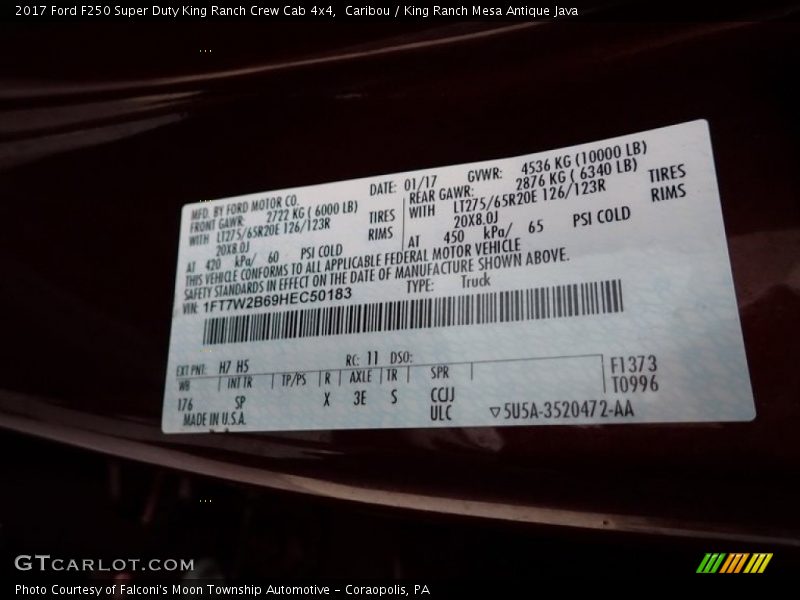 2017 Ford F250 Super Duty King Ranch Crew Cab 4x4,  Caribou / King Ranch Mesa Antique Java
MFD. BY FORD MOTOR CO. DATE: 01/17 GVWR: 4536 KG (10000 LB)
FRONT GAWR: 2722 KG ( 6000 LB) REAR GAWR: 2876 KG ( 6340 LB)
WITH LT275/65R20E 126/123R TIRES WITH LT275/65R20E 126/123R TIRES
20X8.0J RIMS 20X8.0J RIMS
AT 420 kPa/ 60 PSI COLD AT 450 kPa/ 65 PSI COLD
THIS VEHICLE CONFORMS TO ALL APPLICABLE FEDERAL MOTOR VEHICLE
SAFETY STANDARDS IN EFFECT ON THE DATE OF MANUFACTURE SHOWN ABOVE.
VIN: 1FT7W2B69HEC50183 TYPE: Truck
EXT PNT: H7 H5 RC: 11 DSO:
WB INT TR TP/PS R AXLE TR SPR F1373
176 SP X 3E S CCJJ T0996
MADE IN U.S.A. ULC ▽5U5A-3520472-AA
GTCARLOT.COM
Photo Courtesy of Falconi's Moon Township Automotive – Coraopolis, PA